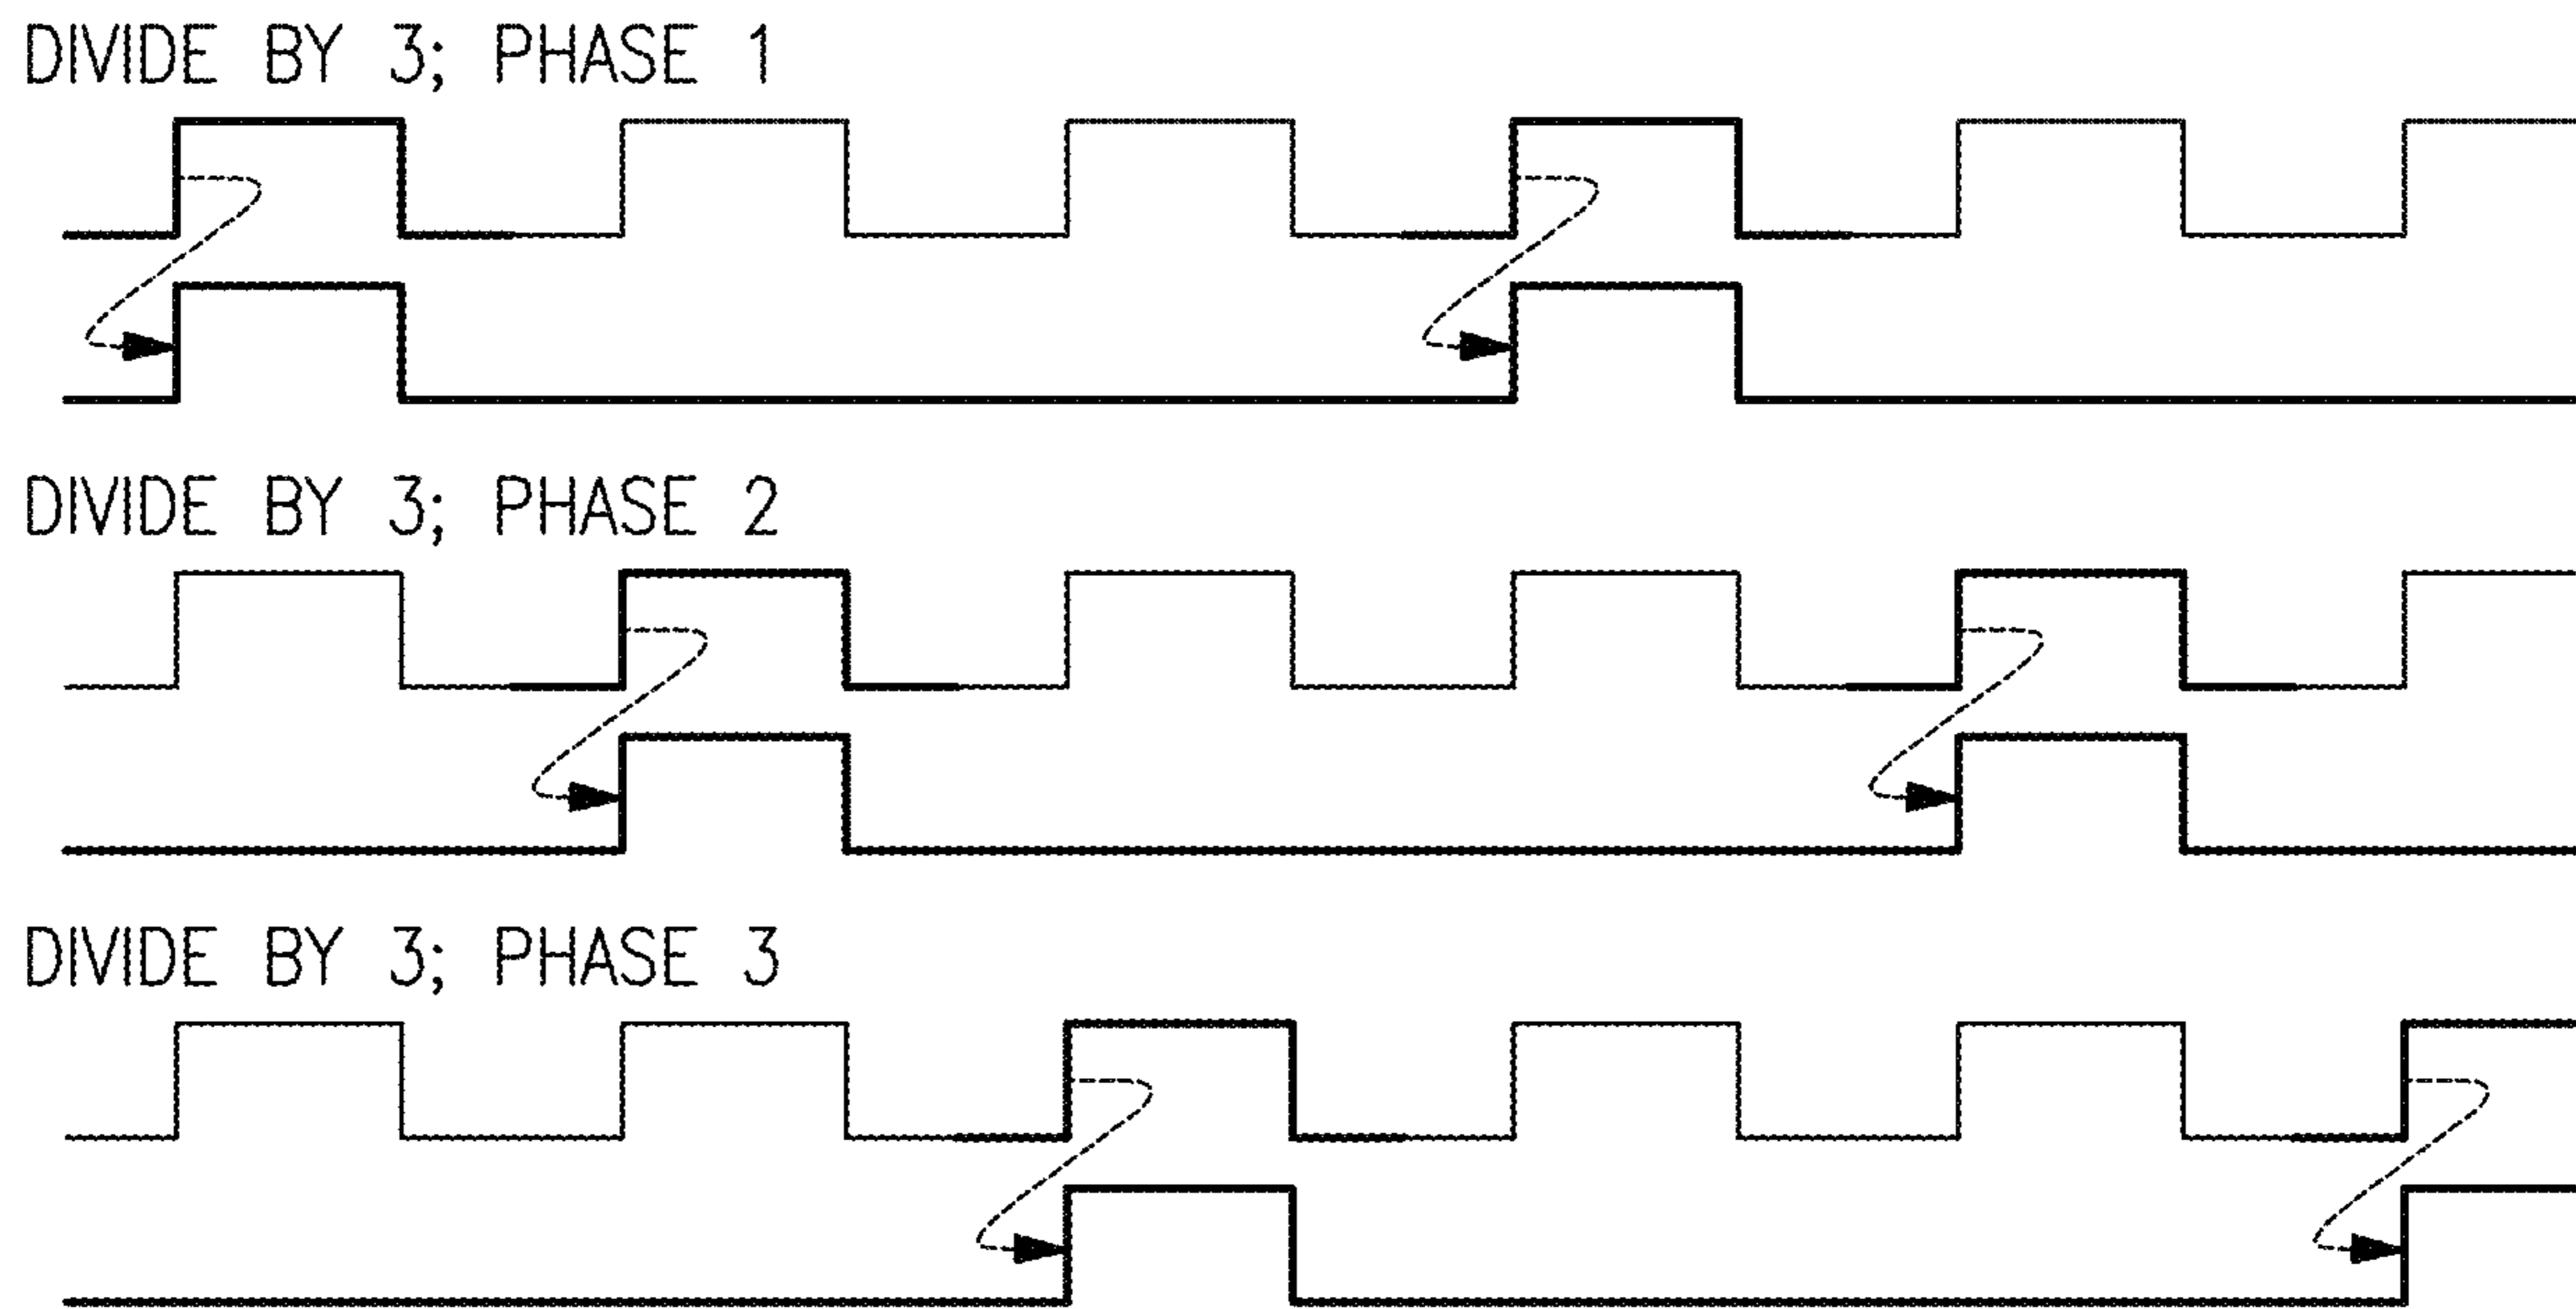 DIVIDE BY 3; PHASE 1
DIVIDE BY 3; PHASE 2
DIVIDE BY 3; PHASE 3